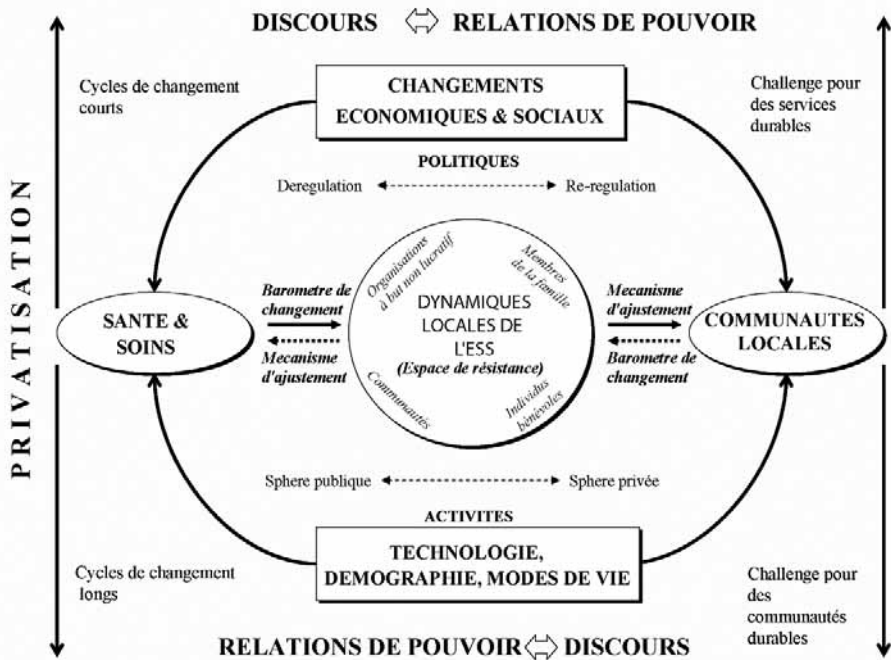 DISCOURS ⇔ RELATIONS DE POUVOIR
Cycles de changement
courts
CHANGEMENTS
ECONOMIQUES & SOCIAUX
Challenge pour
des services
durables
POLITIQUES
Deregulation
Re-regulation
PRIVATISATION
SANTE &
SOINS
Barometre de
changement
Mecanisme
d'ajustement
Organisations
à but non lucratif
Membres
de la famille
DYNAMIQUES
LOCALES DE
L'ESS
(Espace de résistance)
Communautés
Individus
bénévoles
Mecanisme
d'ajustement
Barometre de
changement
COMMUNAUTES
LOCALES
Sphere publique
Sphere privée
ACTIVITES
TECHNOLOGIE,
DEMOGRAPHIE, MODES DE VIE
Cycles de changement
longs
Challenge pour
des
communautés
durables
RELATIONS DE POUVOIR ⇔ DISCOURS